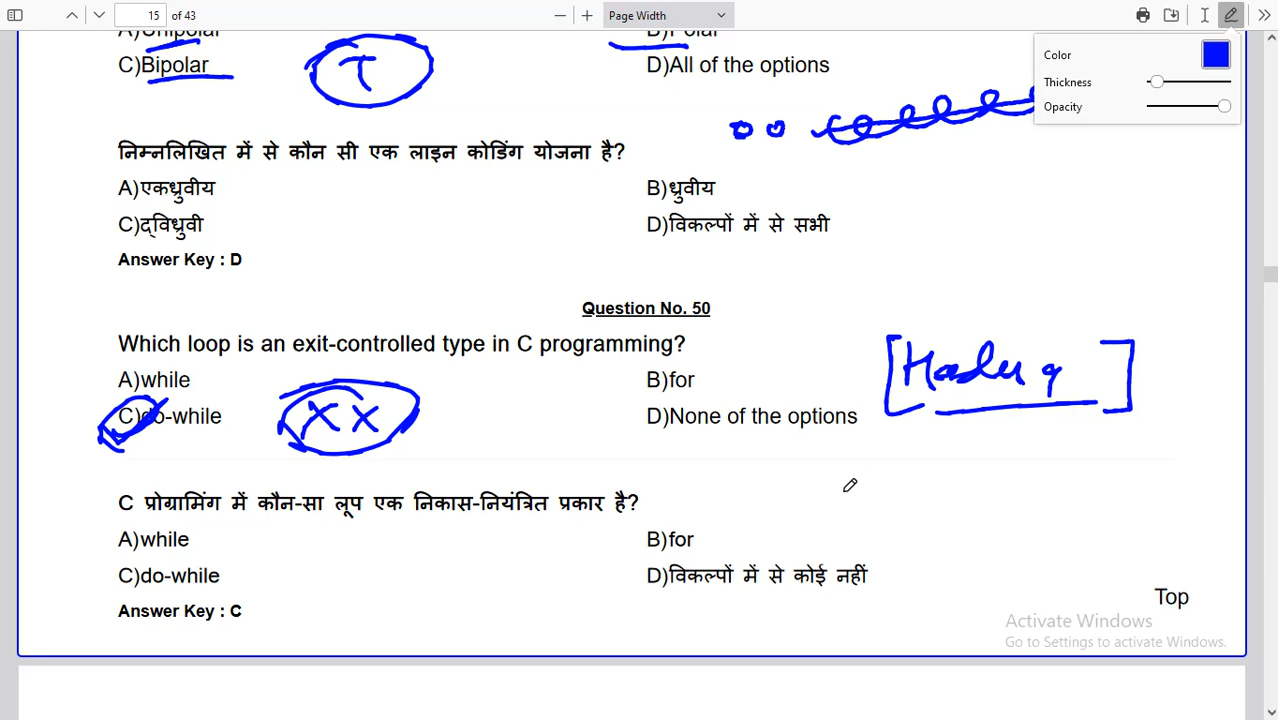 15 of 43
Page Width
A)Unipolar
B)Polar
C)Bipolar
D)All of the options
T
Color
Thickness
Opacity
निम्नलिखित में से कौन सी एक लाइन कोडिंग योजना है?
A)एकध्रुवीय
B)ध्रुवीय
C)द्विध्रुवी
D)विकल्पों में से सभी
Answer Key : D
Question No. 50
Which loop is an exit-controlled type in C programming?
A)while
B)for
C)do-while
D)None of the options
X X
C प्रोग्रामिंग में कौन-सा लूप एक निकास-नियंत्रित प्रकार है?
A)while
B)for
C)do-while
D)विकल्पों में से कोई नहीं
Answer Key : C
Top
Activate Windows
Go to Settings to activate Windows.